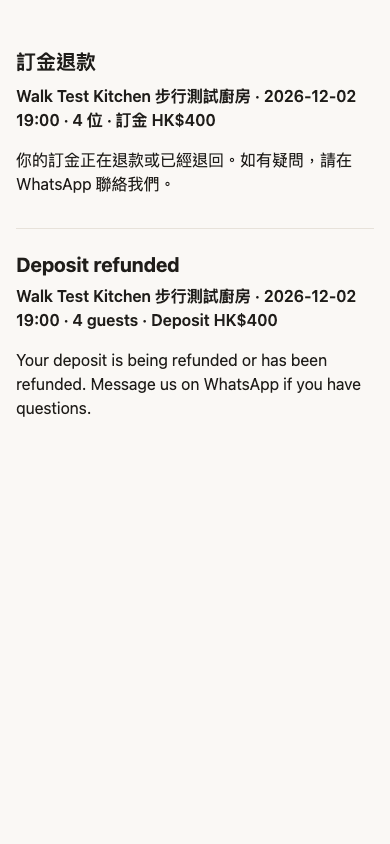 訂金退款
Walk Test Kitchen 步行測試廚房 · 2026-12-02
19:00 · 4 位 · 訂金 HK$400
你的訂金正在退款或已經退回。如有疑問，請在
WhatsApp 聯絡我們。
Deposit refunded
Walk Test Kitchen 步行測試廚房 · 2026-12-02
19:00 · 4 guests · Deposit HK$400
Your deposit is being refunded or has been
refunded. Message us on WhatsApp if you have
questions.